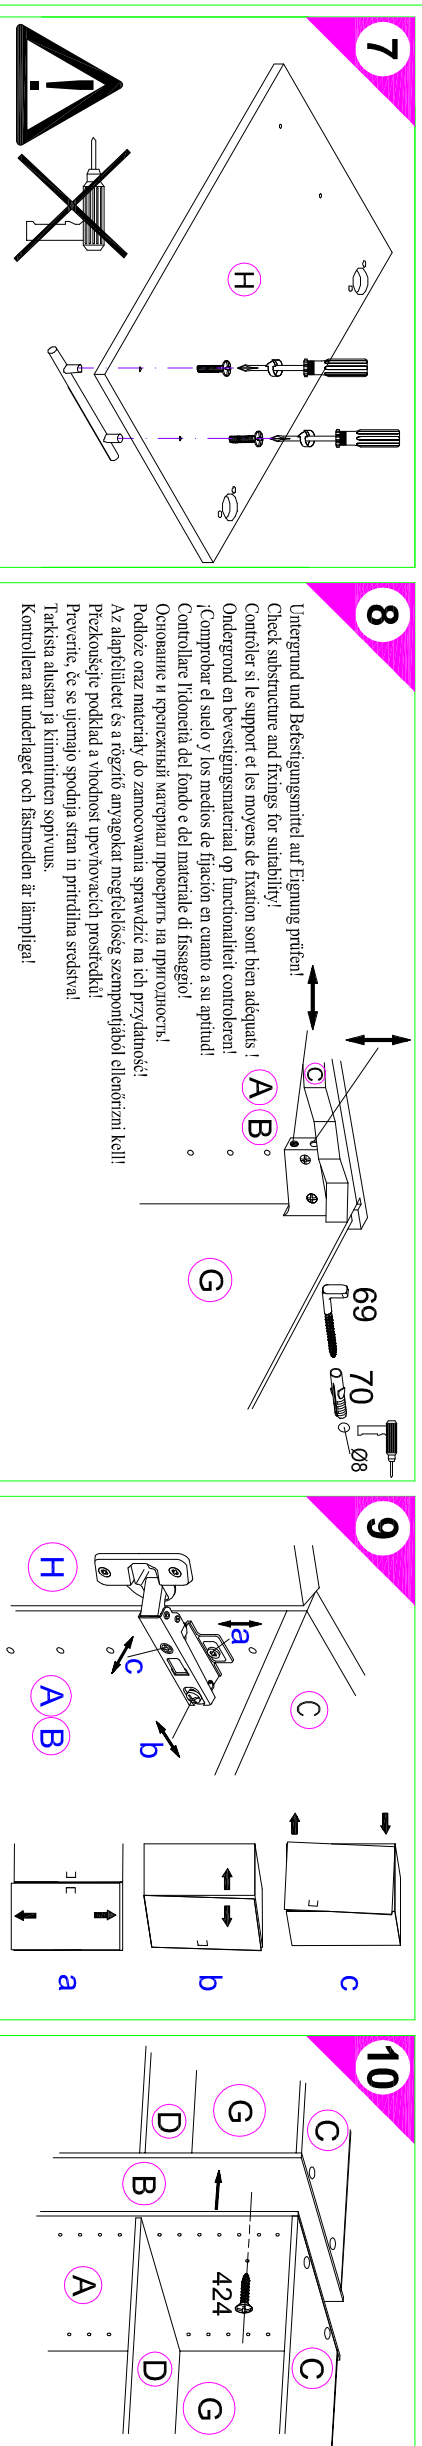 7
H
8
Untergrund und Befestigungsmittel auf Eignung prüfen!
Check substructure and fixings for suitability!
Contrôler si le support et les moyens de fixation sont bien adéquats !
Ondergrond en bevestigingsmateriaal op functionaliteit controleren!
¡Comprobar el suelo y los medios de fijación en cuanto a su aptitud!
Controllare l'idoneità del fondo e del materiale di fissaggio!
Основание и крепежный материал проверить на пригодность!
Podłoże oraz materiały do zamocowania sprawdzić na ich przydatność!
Az alapfelületet és a rögzítő anyagokat megfelelőség szempontjából ellenőrizni kell!
Přezkoušejte podklad a vhodnost upevňovacích prostředků!
Preverite, če se ujemajo spodnja stran in pritrdilna sredstva!
Tarkista alustan ja kiinnitinten sopivuus.
Kontrollera att underlaget och fästmedlen är lämpliga!
C
A B
G
69
70
Ø8
9
H
a
c
b
A B
C
c
b
a
10
C
G
D
B
424
A
C
D
G